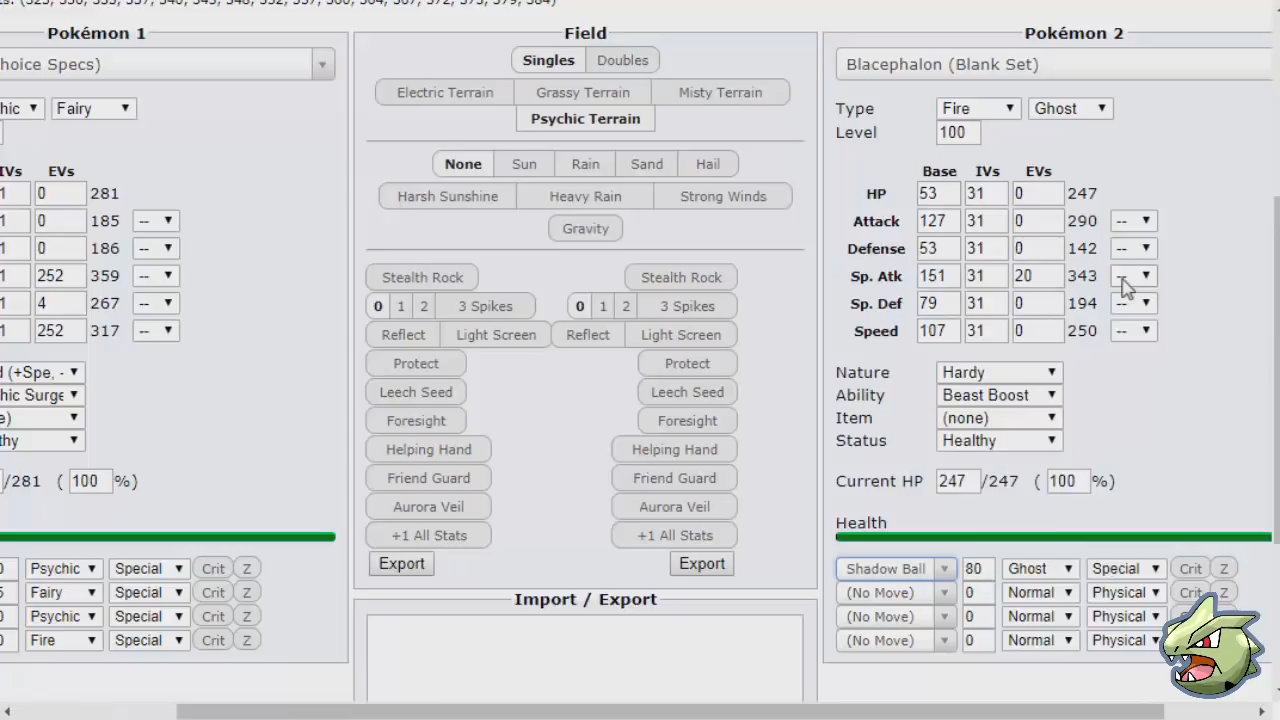 Pokémon 1
Field
Pokémon 2
hoice Specs)
Singles Doubles
Blacephalon (Blank Set)
Electric Terrain Grassy Terrain Misty Terrain
Psychic Terrain
hic Fairy
Type Fire Ghost
Level 100
None Sun Rain Sand Hail
Harsh Sunshine Heavy Rain Strong Winds
Gravity
IVs EVs
1 0 281
1 0 185 --
1 0 186 --
1 252 359 --
1 4 267 --
1 252 317 --
Base IVs EVs
HP 53 31 0 247
Attack 127 31 0 290 --
Defense 53 31 0 142 --
Sp. Atk 151 31 20 343 --
Sp. Def 79 31 0 194 --
Speed 107 31 0 250 --
Stealth Rock Stealth Rock
0 1 2 3 Spikes 0 1 2 3 Spikes
Reflect Light Screen Reflect Light Screen
Protect Protect
Leech Seed Leech Seed
Foresight Foresight
Helping Hand Helping Hand
Friend Guard Friend Guard
Aurora Veil Aurora Veil
+1 All Stats +1 All Stats
Export Export
d (+Spe, -
hic Surge
e)
thy
/281 ( 100 %)
Nature Hardy
Ability Beast Boost
Item (none)
Status Healthy
Current HP 247 /247 ( 100 %)
Health
0 Psychic Special Crit Z
5 Fairy Special Crit Z
0 Psychic Special Crit Z
0 Fire Special Crit Z
Shadow Ball 80 Ghost Special Crit Z
(No Move) 0 Normal Physical Crit Z
(No Move) 0 Normal Physical
(No Move) 0 Normal Physical
Import / Export